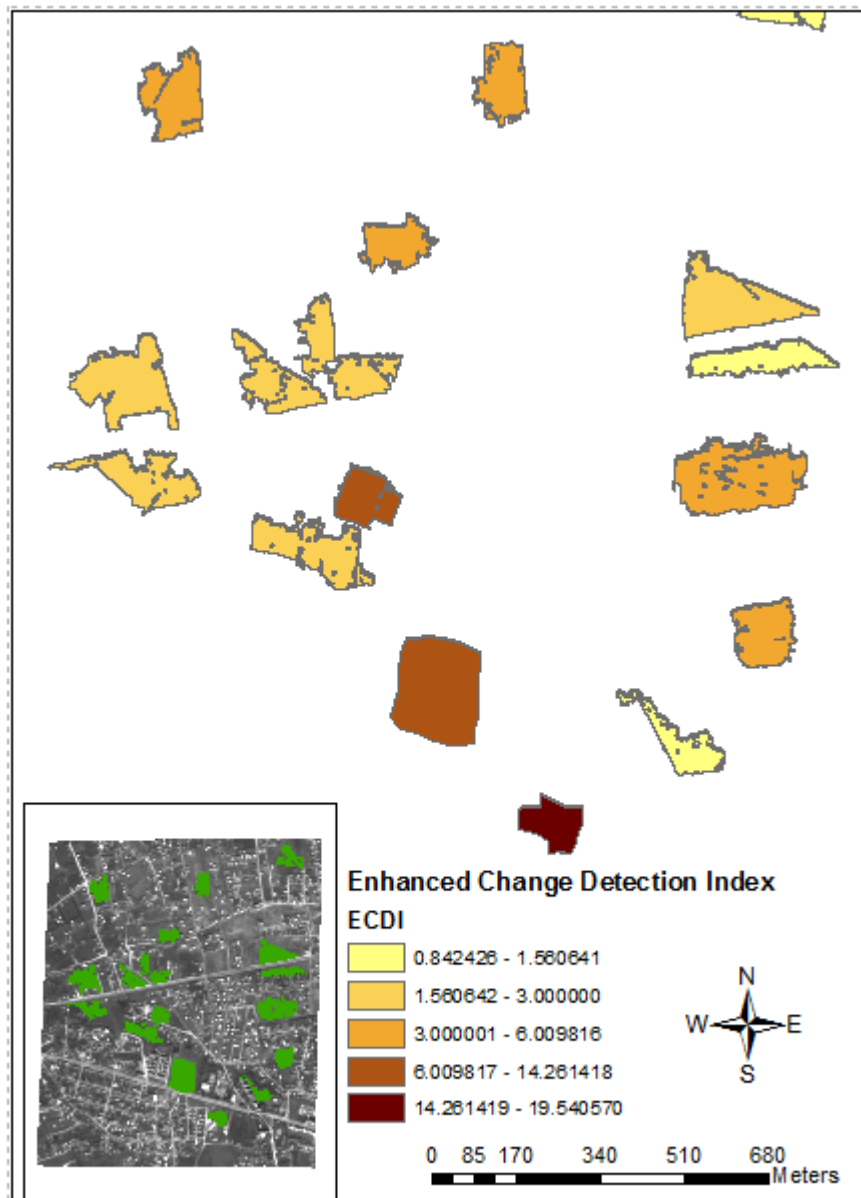 Enhanced Change Detection Index
ECDI
0.842426 - 1.560641
1.560642 - 3.000000
3.000001 - 6.009816
6.009817 - 14.261418
14.261419 - 19.540570
N
W E
S
0 85 170 340 510 680
Meters